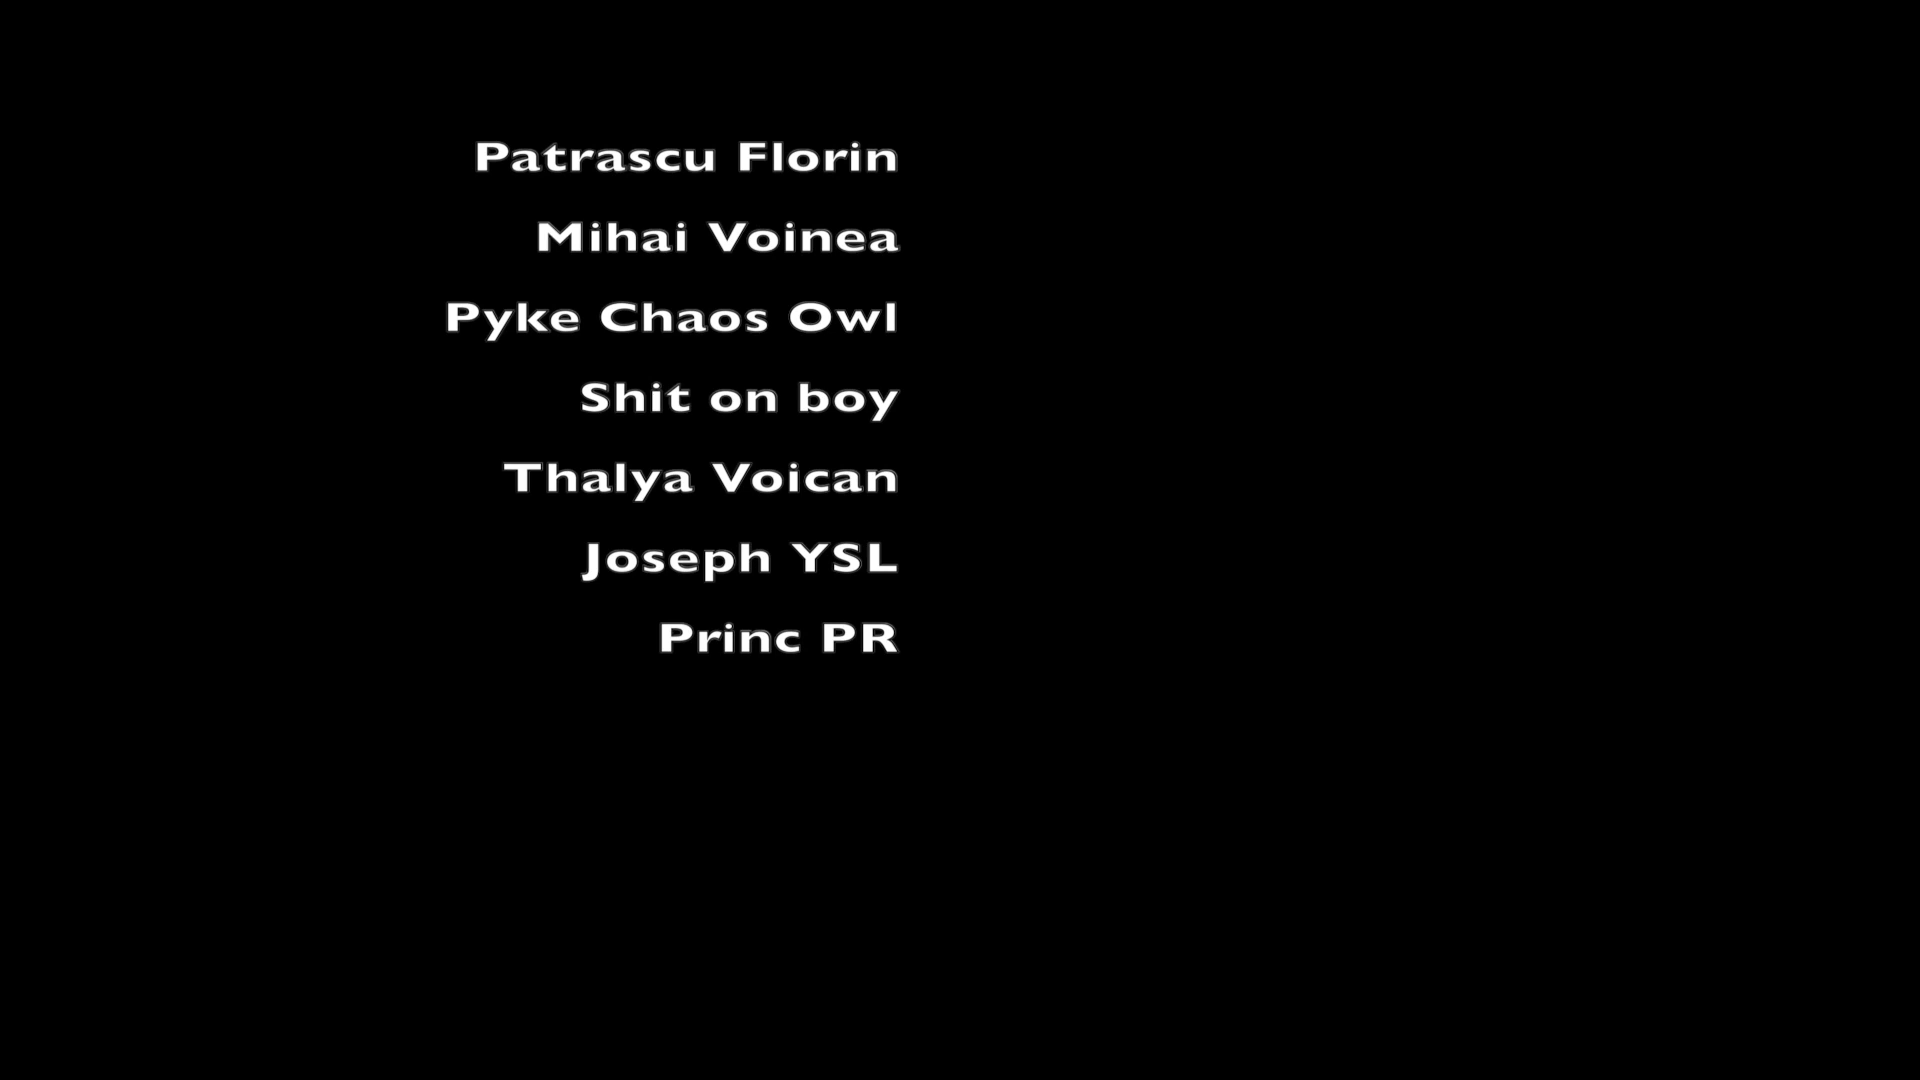 Patrascu Florin
Mihai Voinea
Pyke Chaos Owl
Shit on boy
Thalya Voican
Joseph YSL
Princ PR